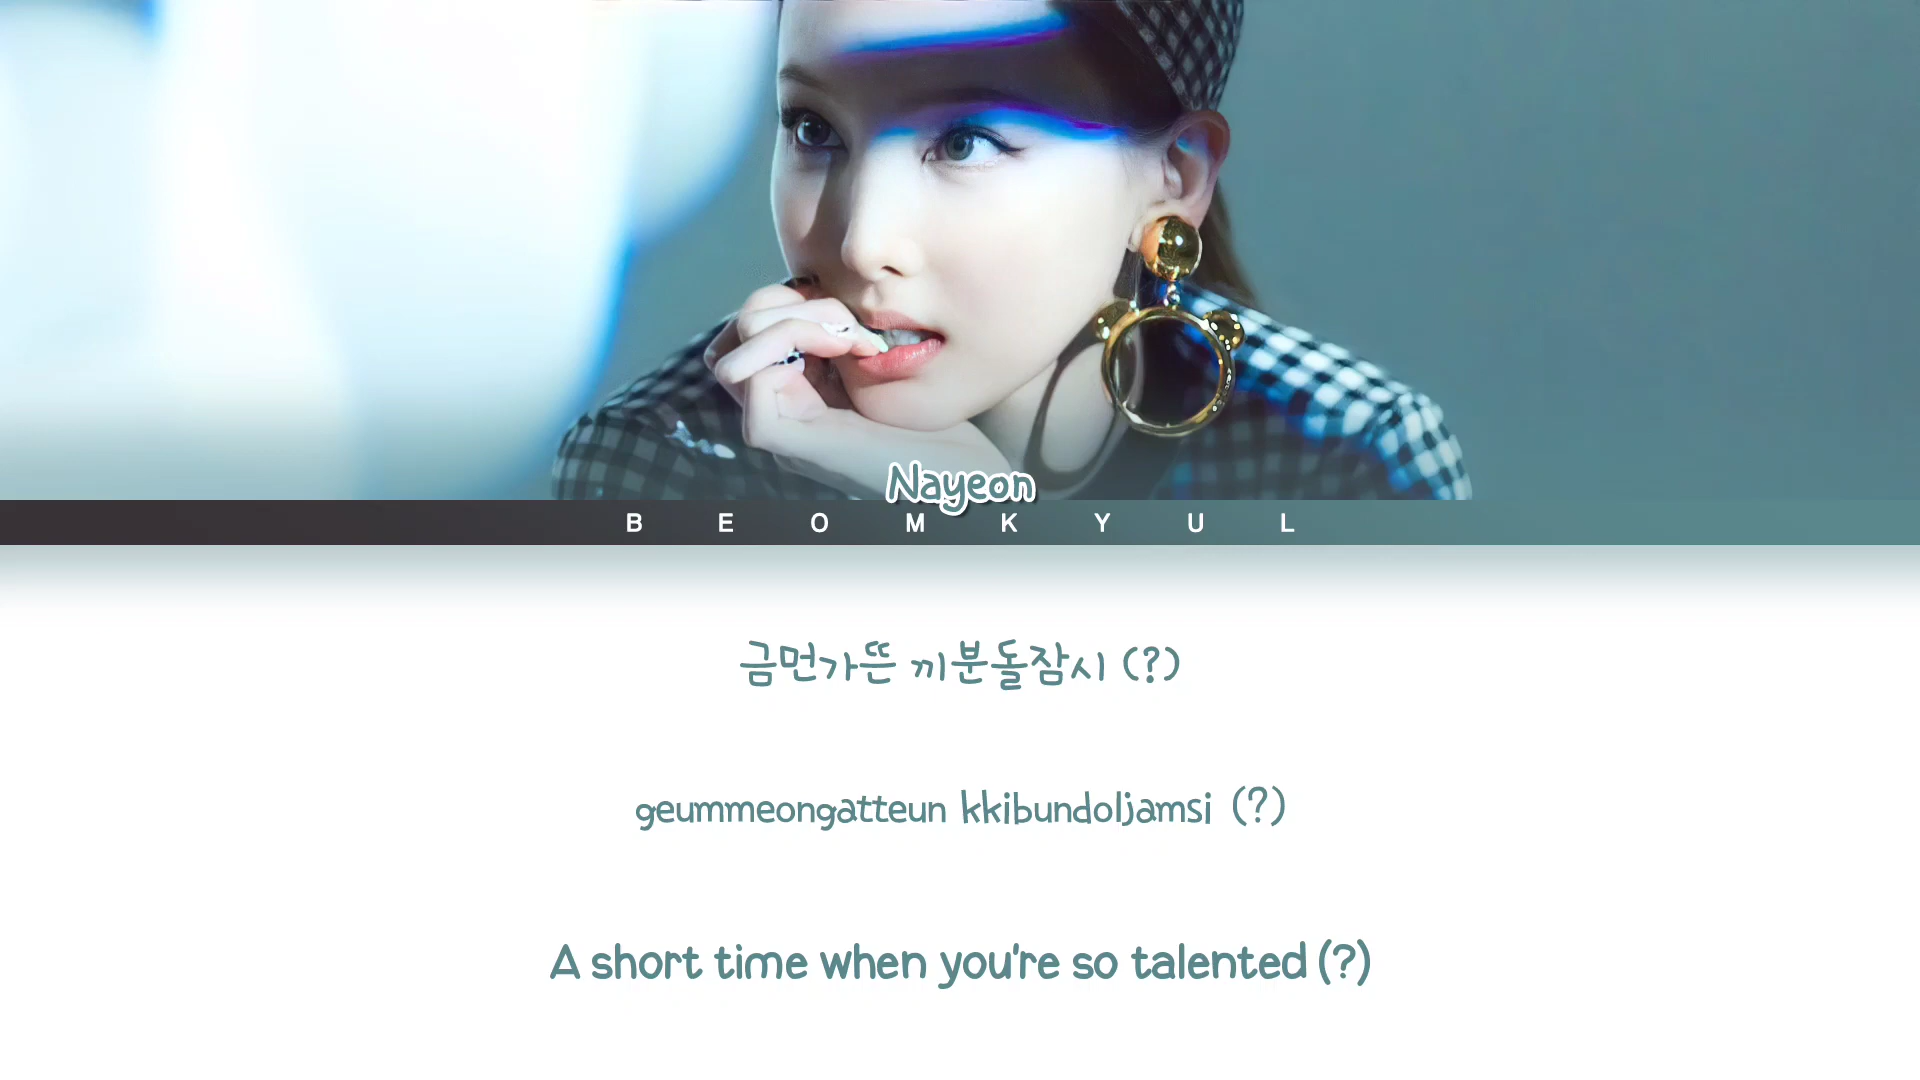 Nayeon
BEOMKYUL
금먼가뜬 끼분돌잠시 (?)
geummeongatteun kkibundoljamsi (?)
A short time when you're so talented (?)